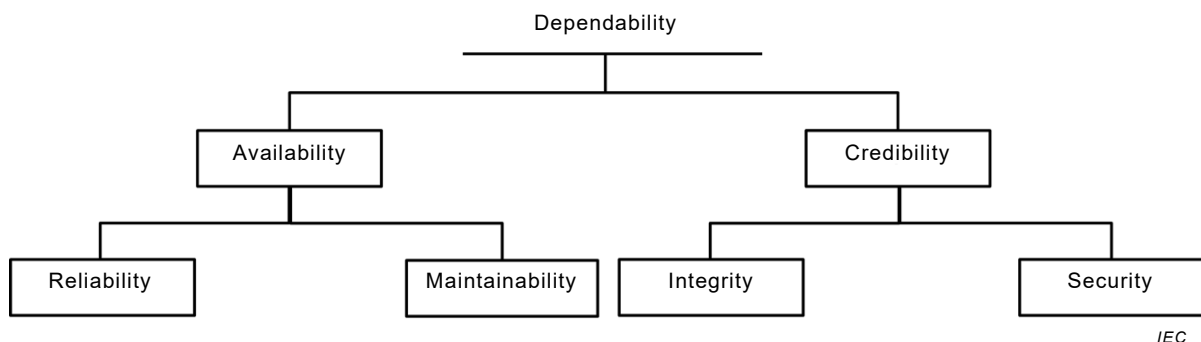 Dependability
Availability
Credibility
Reliability
Maintainability
Integrity
Security
IEC